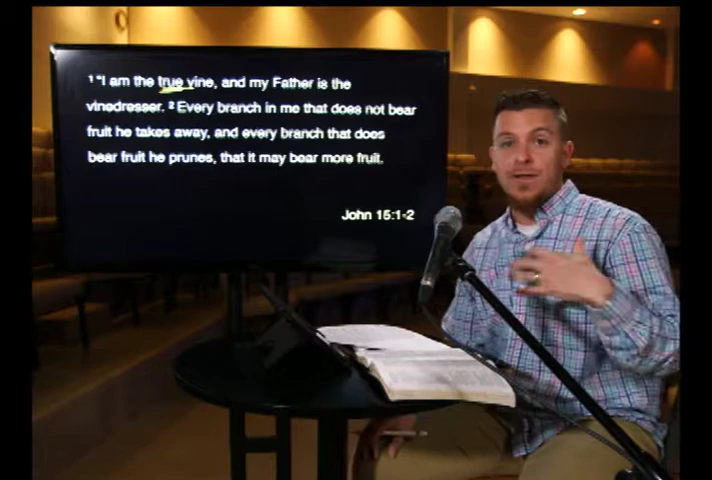 1 "I am the true vine, and my Father is the
vinedresser. 2 Every branch in me that does not bear
fruit he takes away, and every branch that does
bear fruit he prunes, that it may bear more fruit.
John 15:1-2